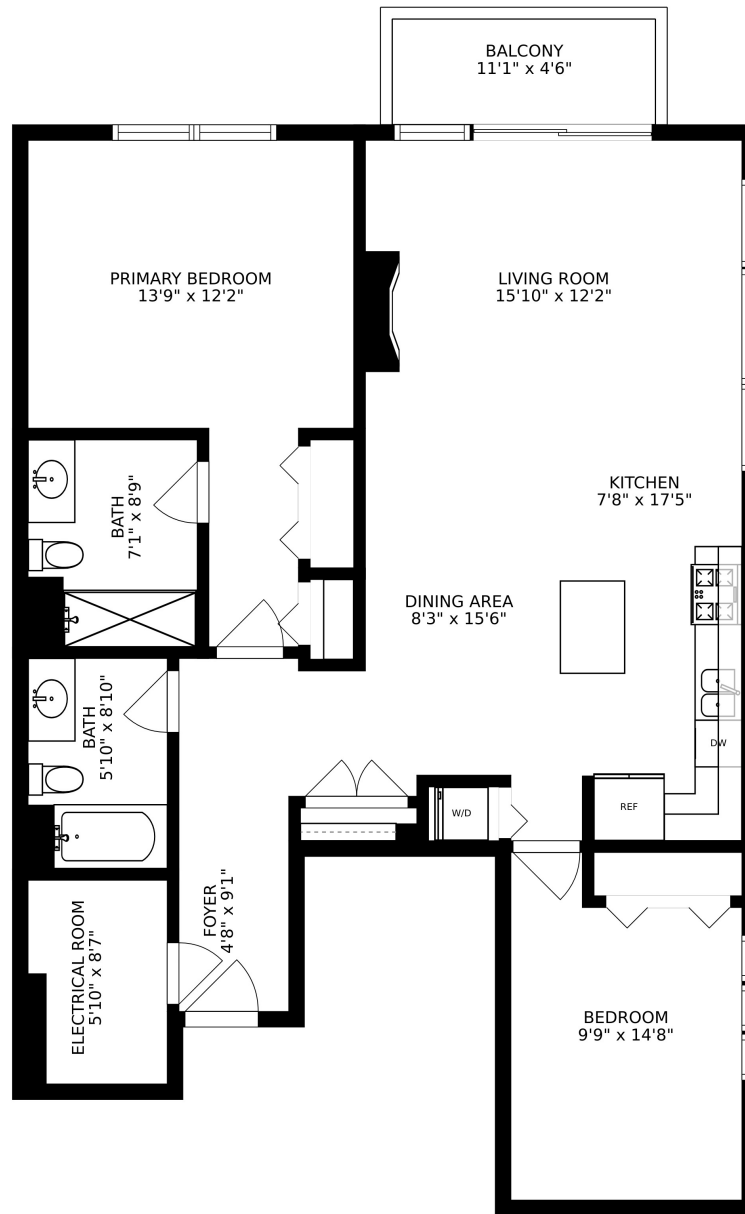 BALCONY
11'1" x 4'6"
PRIMARY BEDROOM
13'9" x 12'2"
LIVING ROOM
15'10" x 12'2"
BATH
7'1" x 8'9"
KITCHEN
7'8" x 17'5"
DINING AREA
8'3" x 15'6"
BATH
5'10" x 8'10"
DW
W/D
REF
FOYER
4'8" x 9'1"
ELECTRICAL ROOM
5'10" x 8'7"
BEDROOM
9'9" x 14'8"